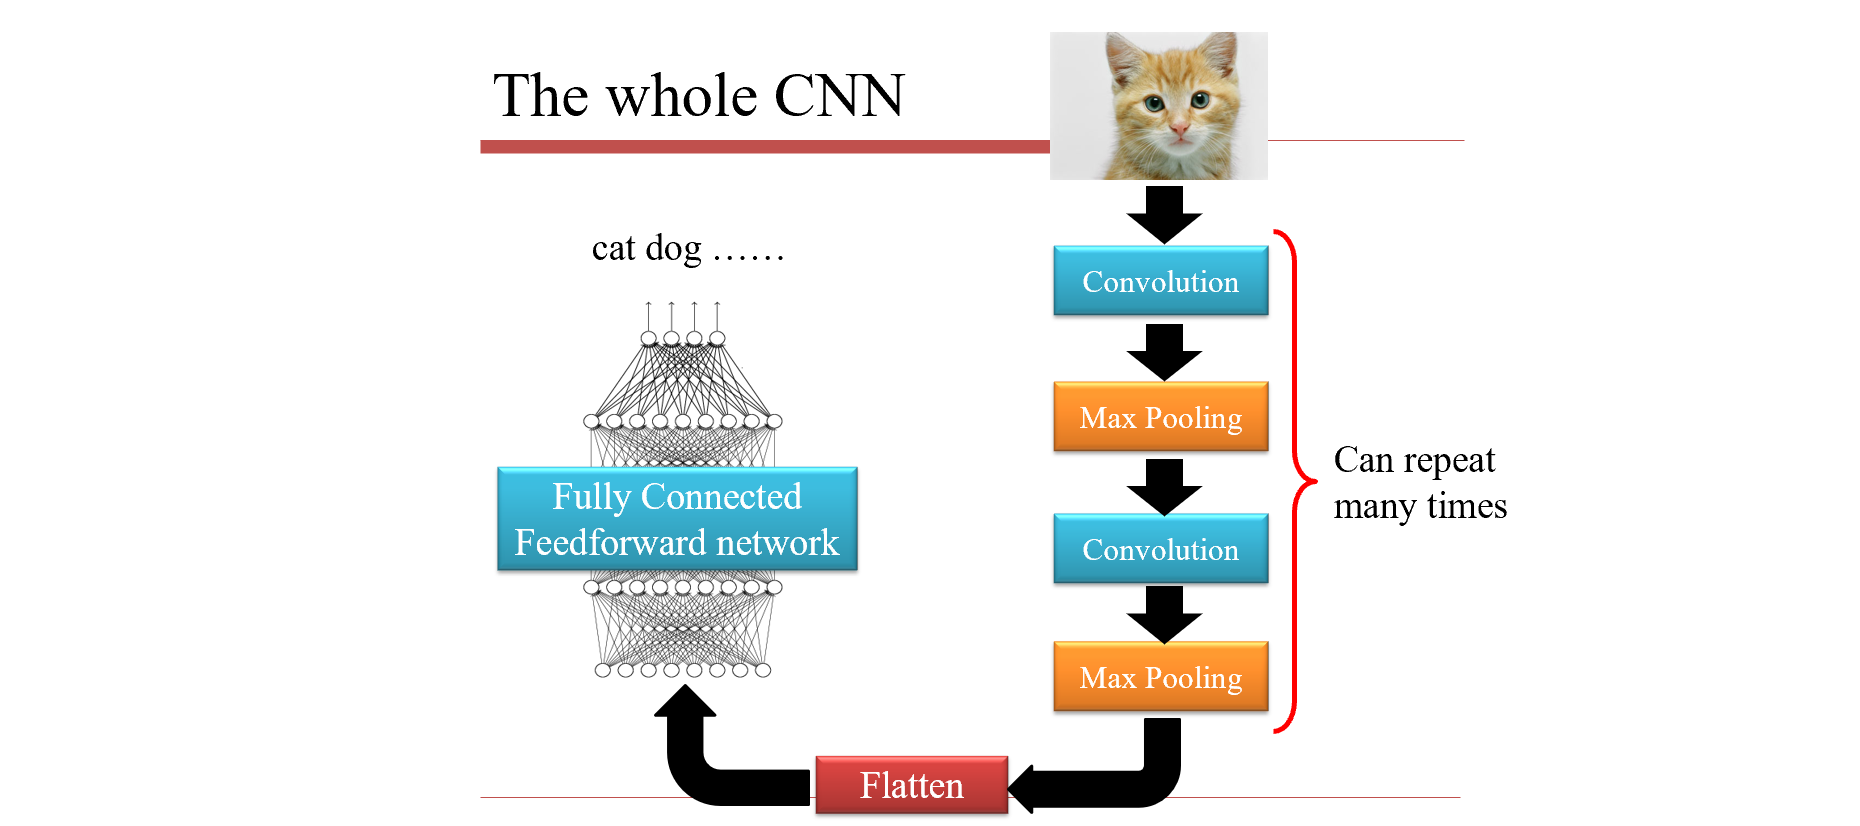 The whole CNN
cat dog ……
Convolution
Max Pooling
Convolution
Max Pooling
Can repeat
many times
Fully Connected
Feedforward network
Flatten